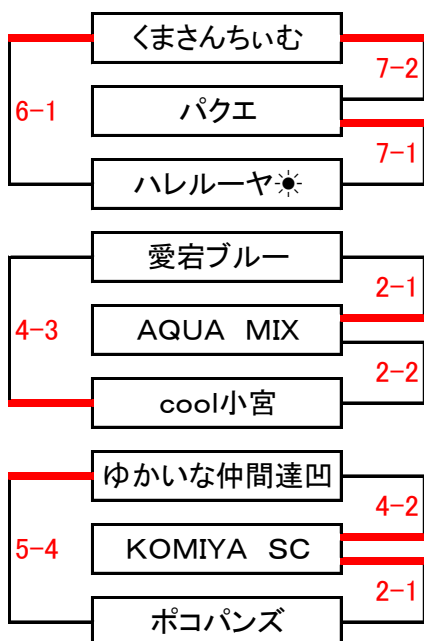 くまさんちぃむ
7-2
6-1
パクエ
7-1
ハレルーヤ☀
愛宕ブルー
2-1
4-3
AQUA MIX
2-2
cool小宮
ゆかいな仲間達凹
4-2
5-4
KOMIYA SC
2-1
ポコパンズ